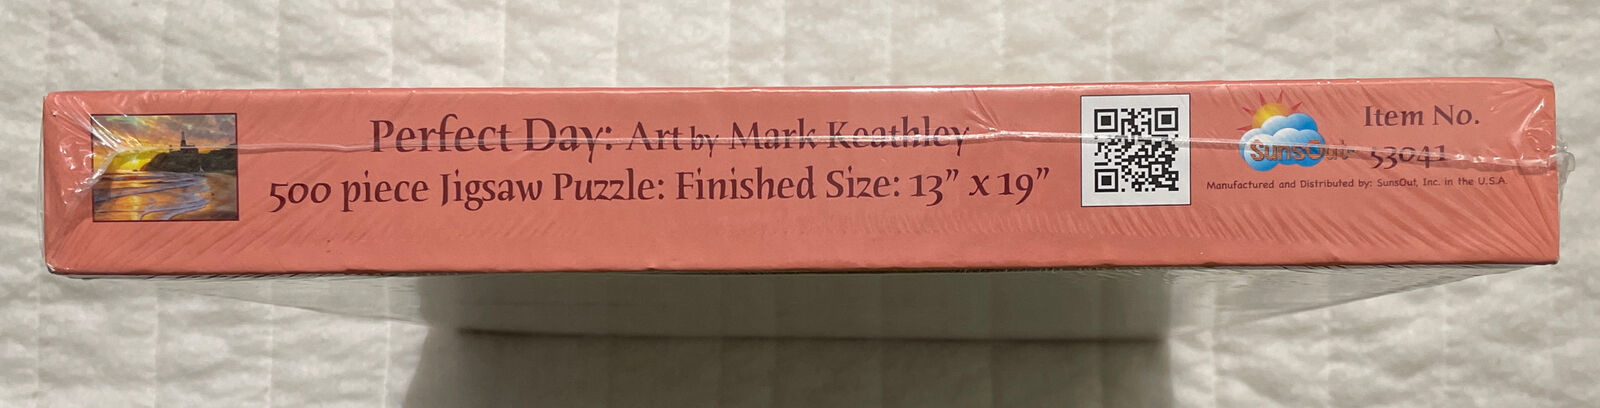 Perfect Day: Art by Mark Keathley
500 piece Jigsaw Puzzle: Finished Size: 13” x 19”
SunsOut
Item No.
53041
Manufactured and Distributed by: SunsOut, Inc. in the U.S.A.